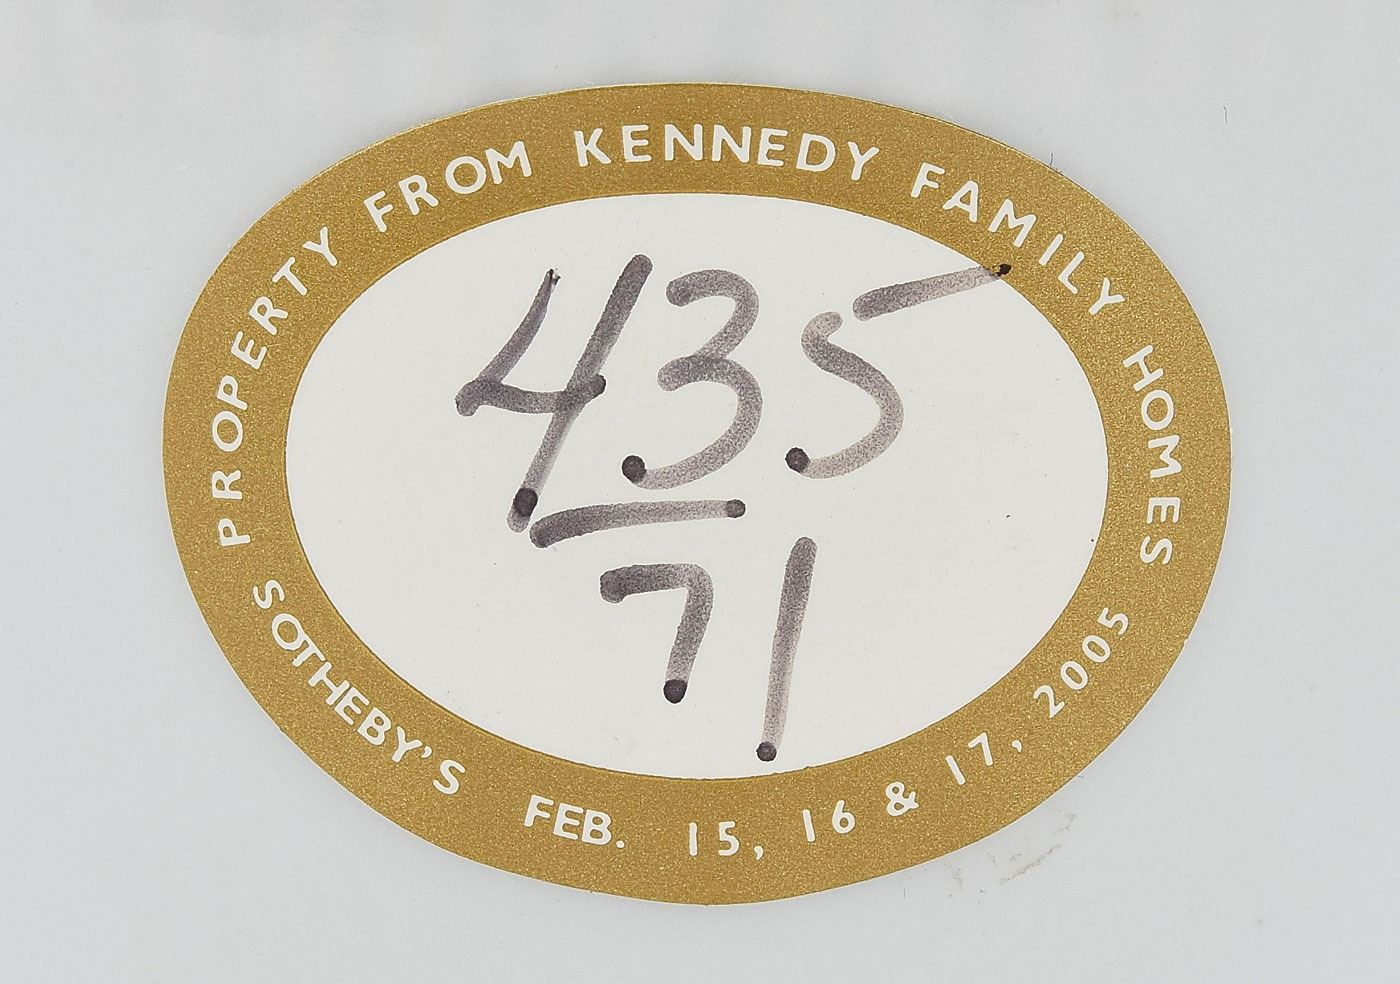 PROPERTY FROM KENNEDY FAMILY HOMES
435
71
SOTHEBY'S FEB. 15, 16 & 17, 2005